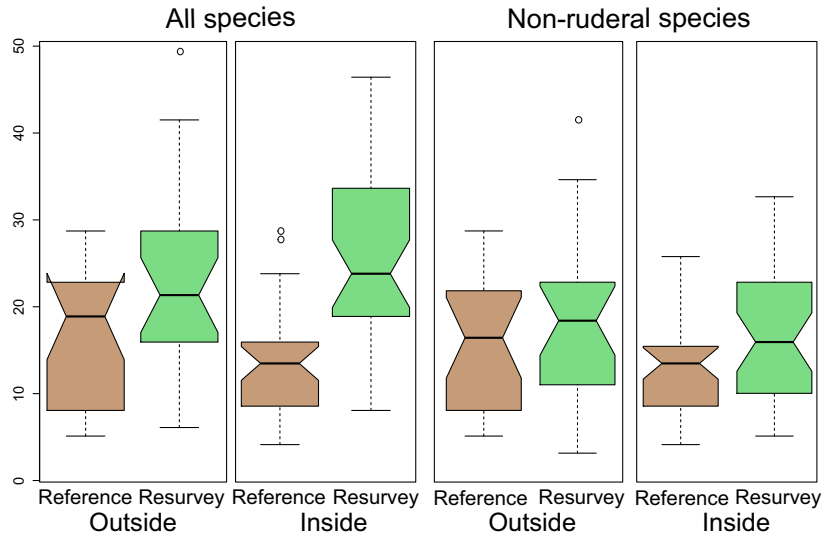 All species Non-ruderal species
50
40
30
20
10
0
Reference Resurvey Reference Resurvey Reference Resurvey Reference Resurvey
Outside Inside Outside Inside